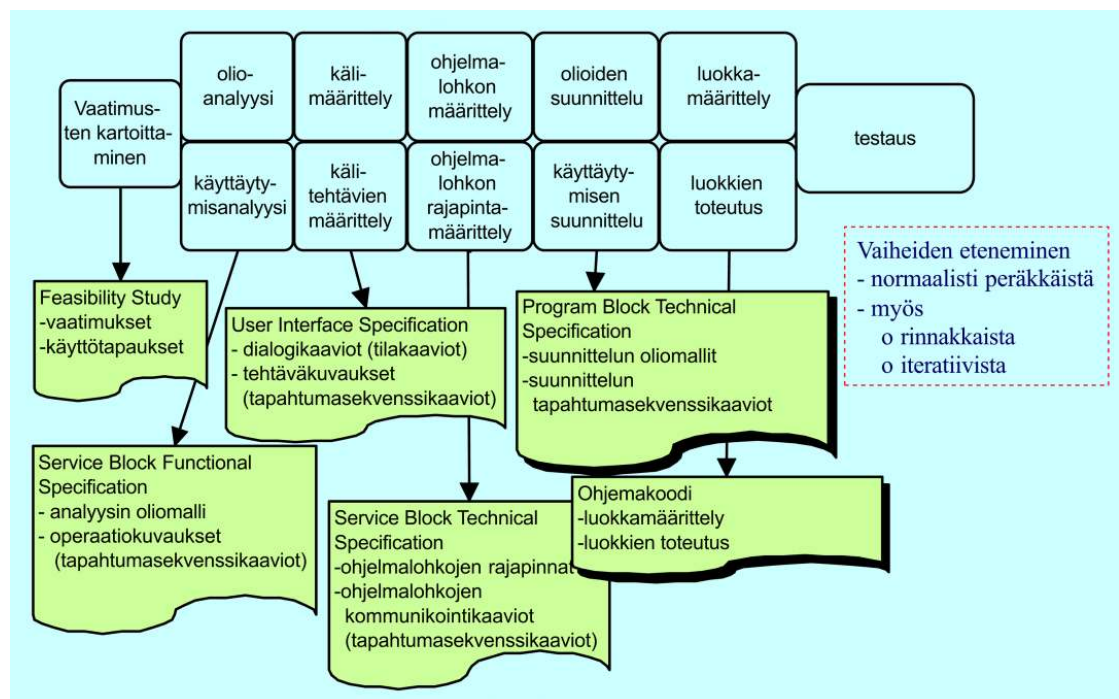 Vaatimus-
ten kartoitta-
minen
olio-
analyysi
käyttäyty-
misanalyysi
käli-
määrittely
käli-
tehtävien
määrittely
ohjelma-
lohkon
määrittely
ohjelma-
lohkon
rajapinta-
määrittely
olioiden
suunnittelu
käyttäyty-
misen
suunnittelu
luokka-
määrittely
luokkien
toteutus
testaus
Vaiheiden eteneminen
- normaalisti peräkkäistä
- myös
o rinnakkaista
o iteratiivista
Feasibility Study
-vaatimukset
-käyttötapaukset
User Interface Specification
- dialogikaaviot (tilakaaviot)
- tehtäväkuvaukset
(tapahtumasekvenssikaaviot)
Program Block Technical
Specification
-suunnittelun oliomallit
-suunnittelun
tapahtumasekvenssikaaviot
Service Block Functional
Specification
- analyysin oliomalli
- operaatiokuvaukset
(tapahtumasekvenssikaaviot)
Service Block Technical
Specification
-ohjelmalohkojen rajapinnat
-ohjelmalohkojen
kommunikointikaaviot
(tapahtumasekvenssikaaviot)
Ohjemakoodi
-luokkamäärittely
-luokkien toteutus